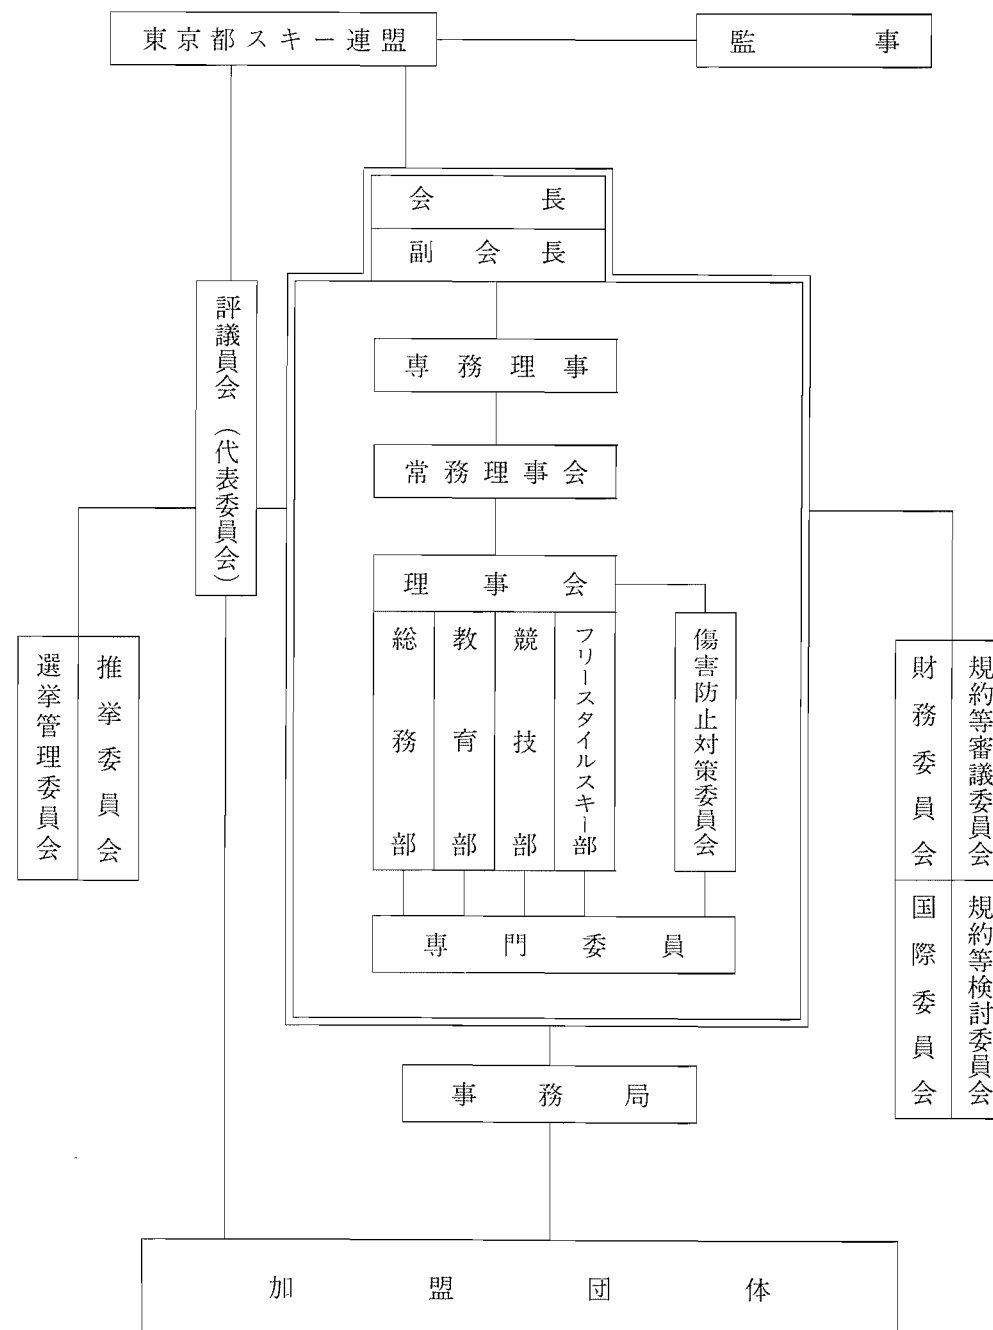 東京都スキー連盟
監事
会長
副会長
専務理事
常務理事会
理事会
総務部
教育部
競技部
フリースタイルスキー部
傷害防止対策委員会
専門委員
評議員会（代表委員会）
選挙管理委員会
推挙委員会
財務委員会
規約等審議委員会
国際委員会
規約等検討委員会
事務局
加盟団体